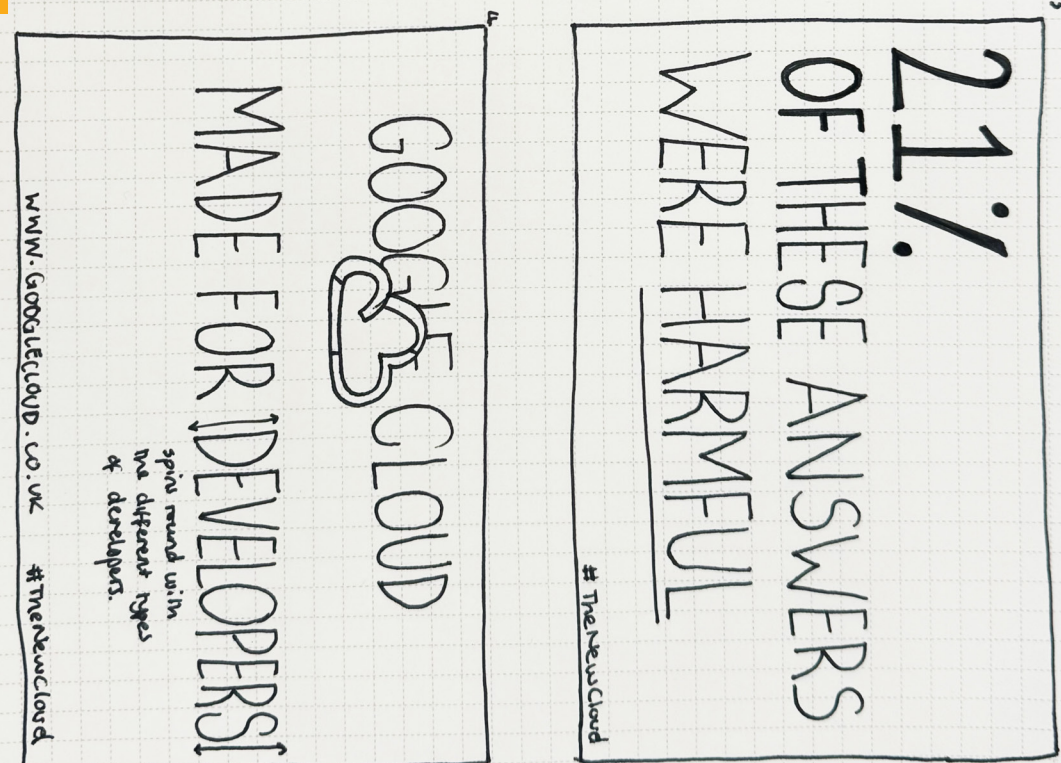 21%
OF THESE ANSWERS
WERE HARMFUL
# TheNewCloud
4
GOOGLE CLOUD
MADE FOR DEVELOPERS
spins round with
the different types
of developers.
WWW.GOOGLECLOUD.CO.UK #TheNewCloud